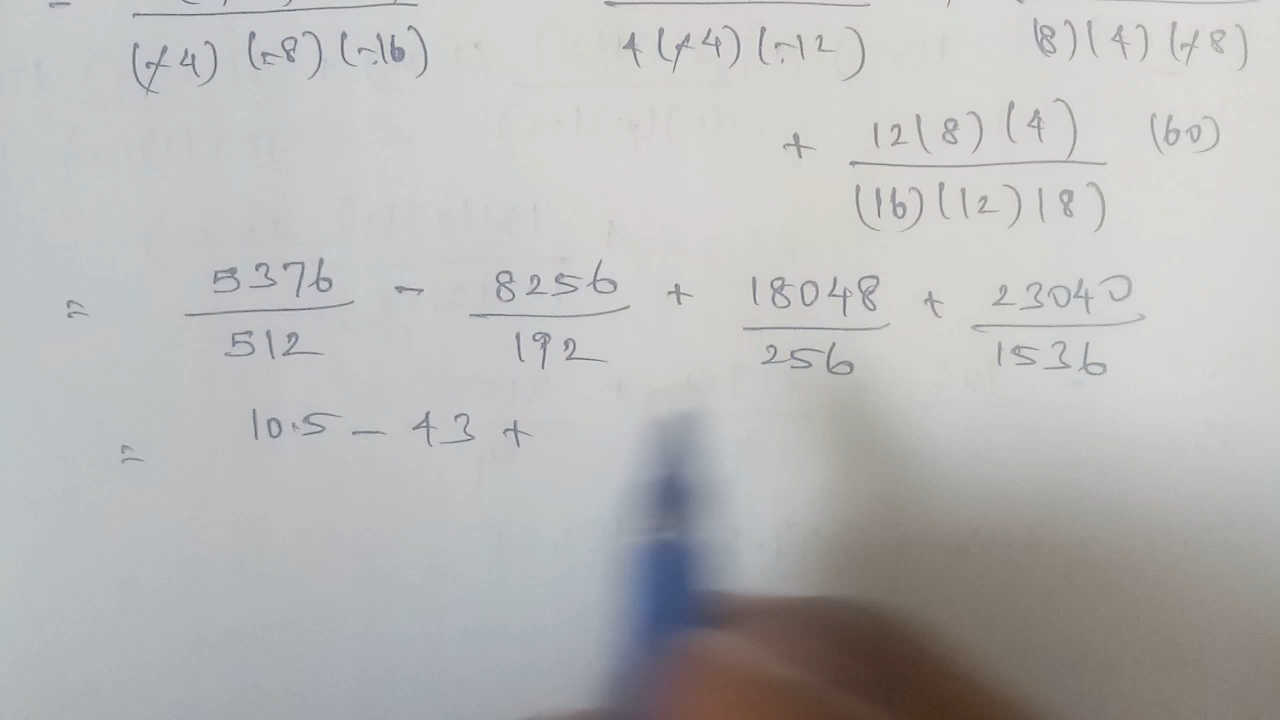 (-4) (-8) (-16) 4 (-4) (-12) (8) (4) (-8)
+ 12(8) (4) (60)
(16) (12) (8)
= 5376 - 8256 + 18048 + 23040
512 192 256 1536
= 10.5 - 43 +